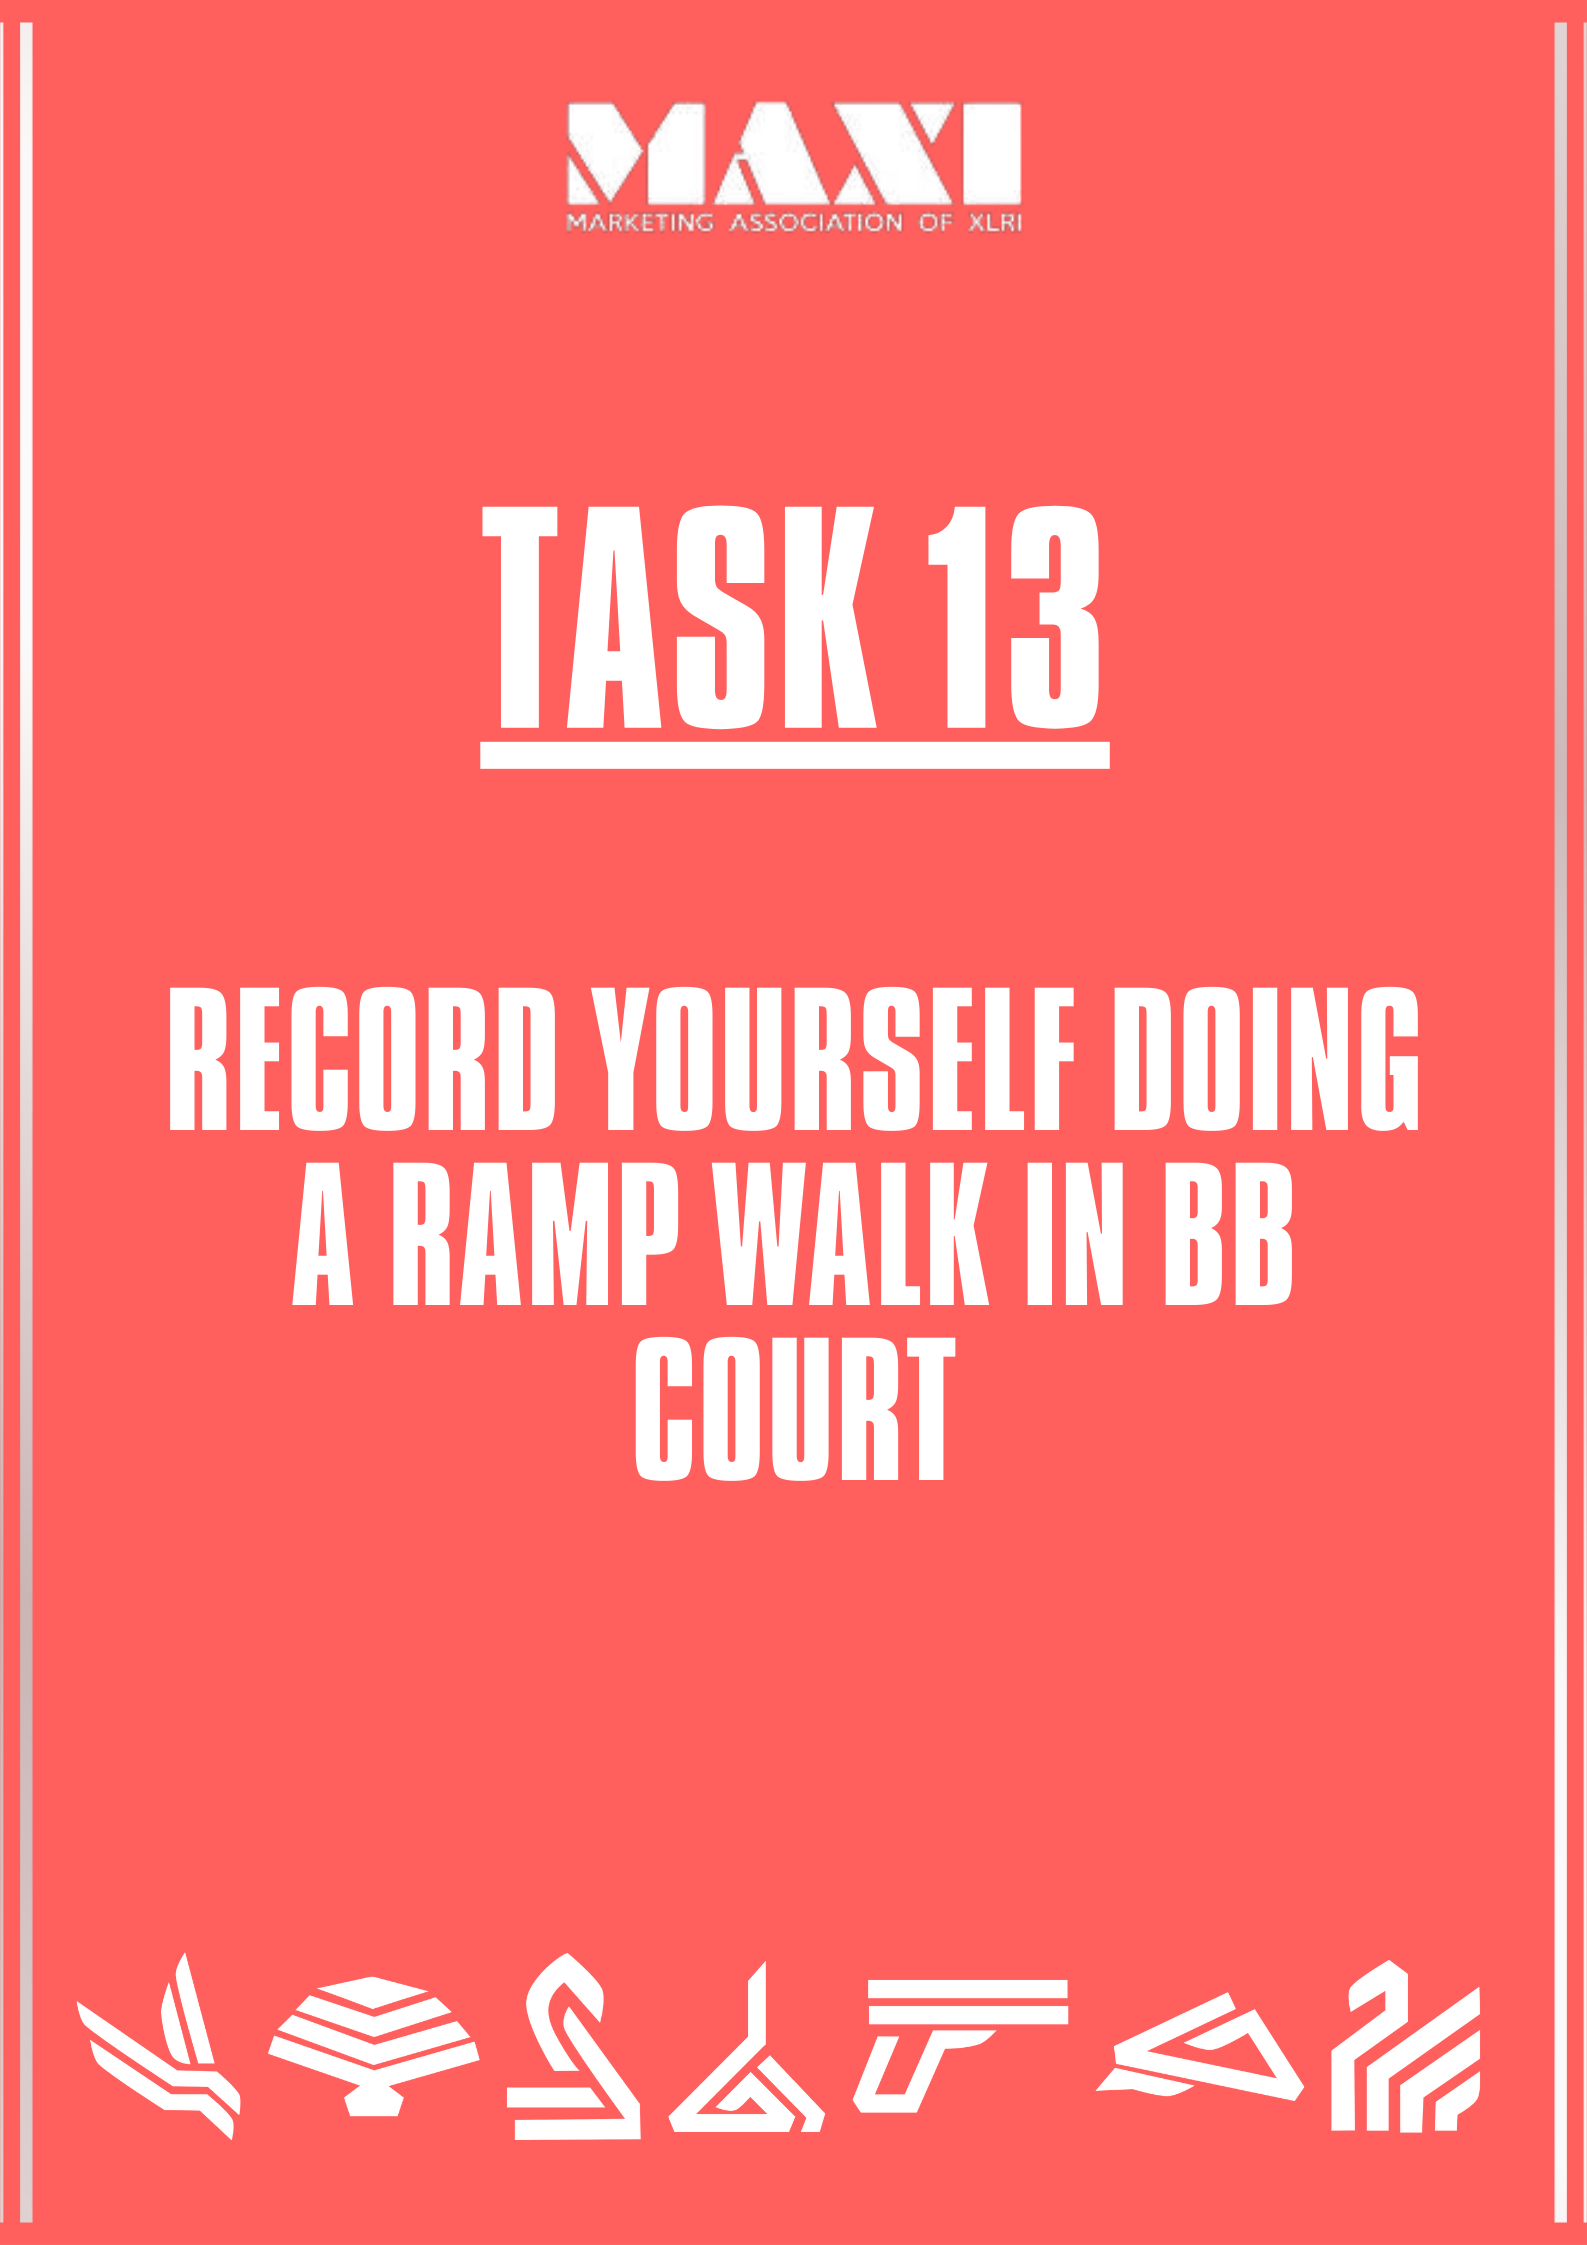 MAXI
MARKETING ASSOCIATION OF XLRI
TASK 13
RECORD YOURSELF DOING
A RAMP WALK IN BB
COURT